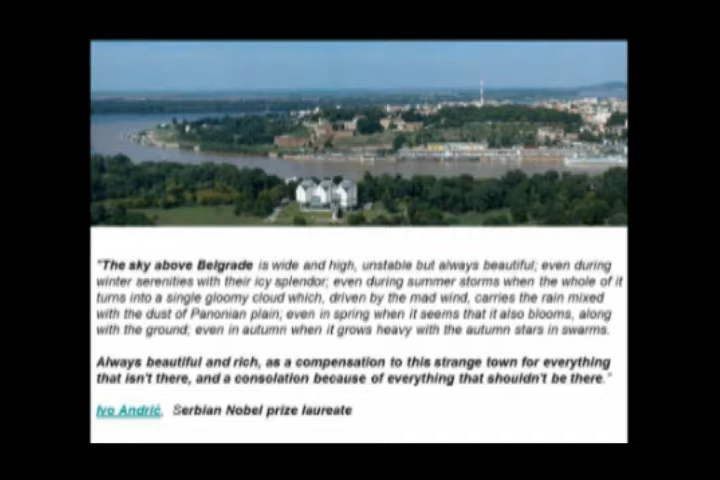 "The sky above Belgrade is wide and high, unstable but always beautiful; even during
winter serenities with their icy splendor; even during summer storms when the whole of it
turns into a single gloomy cloud which, driven by the mad wind, carries the rain mixed
with the dust of Panonian plain; even in spring when it seems that it also blooms, along
with the ground; even in autumn when it grows heavy with the autumn stars in swarms.
Always beautiful and rich, as a compensation to this strange town for everything
that isn't there, and a consolation because of everything that shouldn't be there."
Ivo Andrić, Serbian Nobel prize laureate